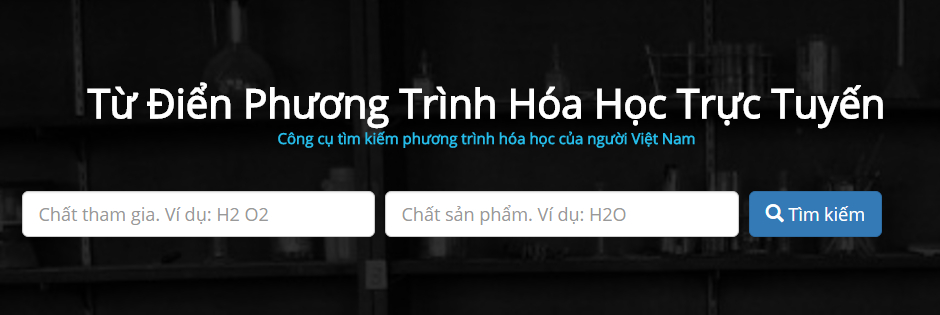 Từ Điển Phương Trình Hóa Học Trực Tuyến
Công cụ tìm kiếm phương trình hóa học của người Việt Nam
Chất tham gia. Ví dụ: H2 O2
Chất sản phẩm. Ví dụ: H2O
Tìm kiếm